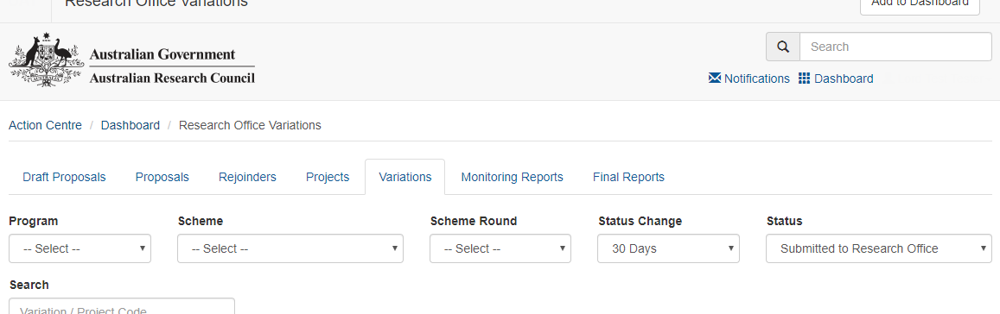 Research Office Variations
Add to Dashboard
Australian Government
Australian Research Council
Search
Notifications Dashboard
Action Centre / Dashboard / Research Office Variations
Draft Proposals Proposals Rejoinders Projects Variations Monitoring Reports Final Reports
Program Scheme Scheme Round Status Change Status
-- Select -- -- Select -- -- Select -- 30 Days Submitted to Research Office
Search
Variation / Project Code